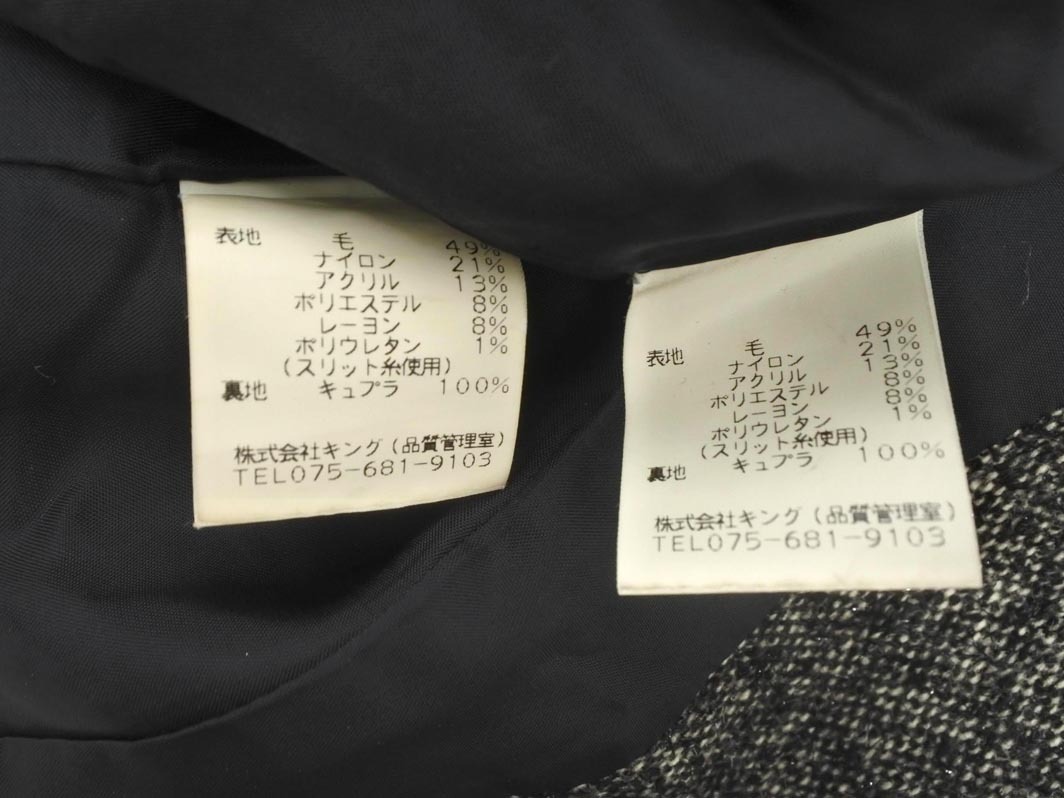 表地 毛 49%
ナイロン 21%
アクリル 13%
ポリエステル 8%
レーヨン 8%
ポリウレタン 1%
(スリット糸使用)
裏地 キュプラ 100%
株式会社キング(品質管理室)
TEL075-681-9103
表地 毛 49%
ナイロン 21%
アクリル 13%
ポリエステル 8%
レーヨン 8%
ポリウレタン 1%
(スリット糸使用)
裏地 キュプラ 100%
株式会社キング(品質管理室)
TEL075-681-9103